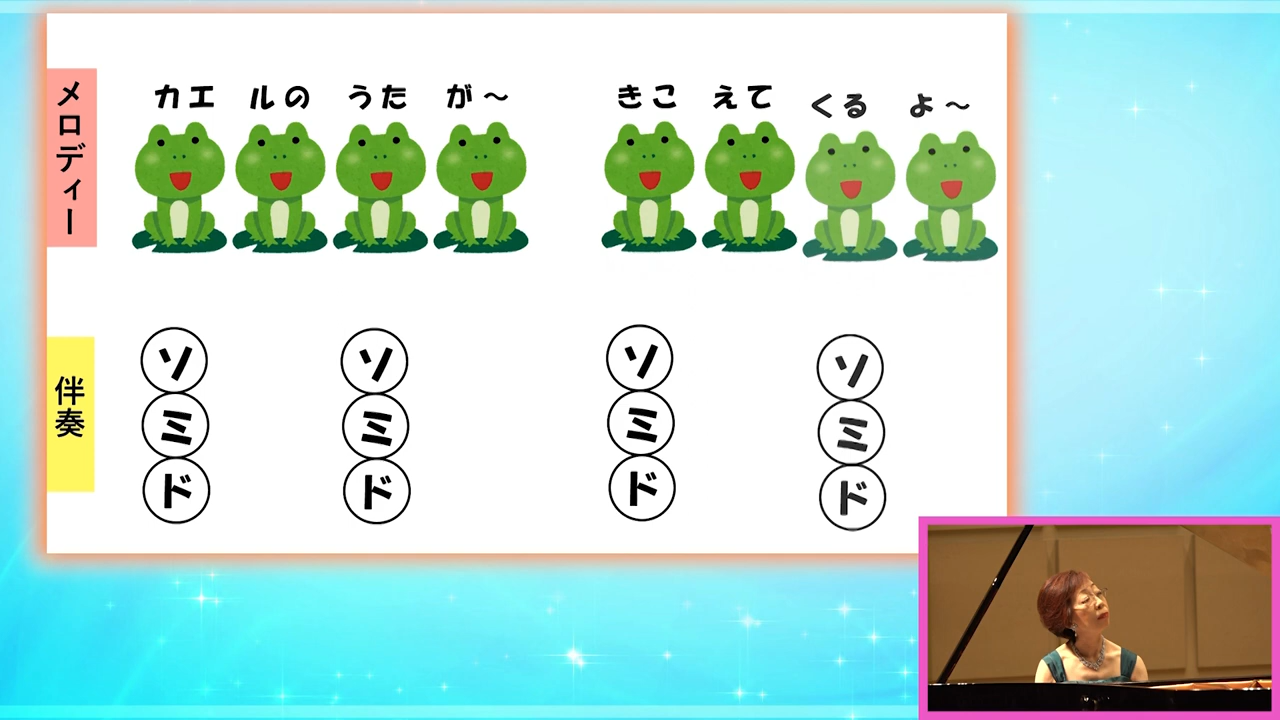 メロディー
カエ ルの うた が～ きこ えて くる よ～
伴奏
ソ ソ ソ ソ
ミ ミ ミ ミ
ド ド ド ド